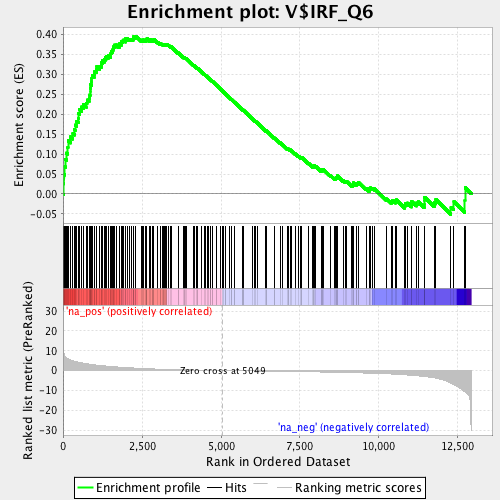 Enrichment plot: V$IRF_Q6
Enrichment score (ES)
0.40
0.35
0.30
0.25
0.20
0.15
0.10
0.05
0.00
-0.05
Ranked list metric (PreRanked)
30
20
10
0
-10
-20
-30
'na_pos' (positively correlated)
Zero cross at 5049
'na_neg' (negatively correlated)
0 2,500 5,000 7,500 10,000 12,500
Rank in Ordered Dataset
Enrichment profile Hits Ranking metric scores